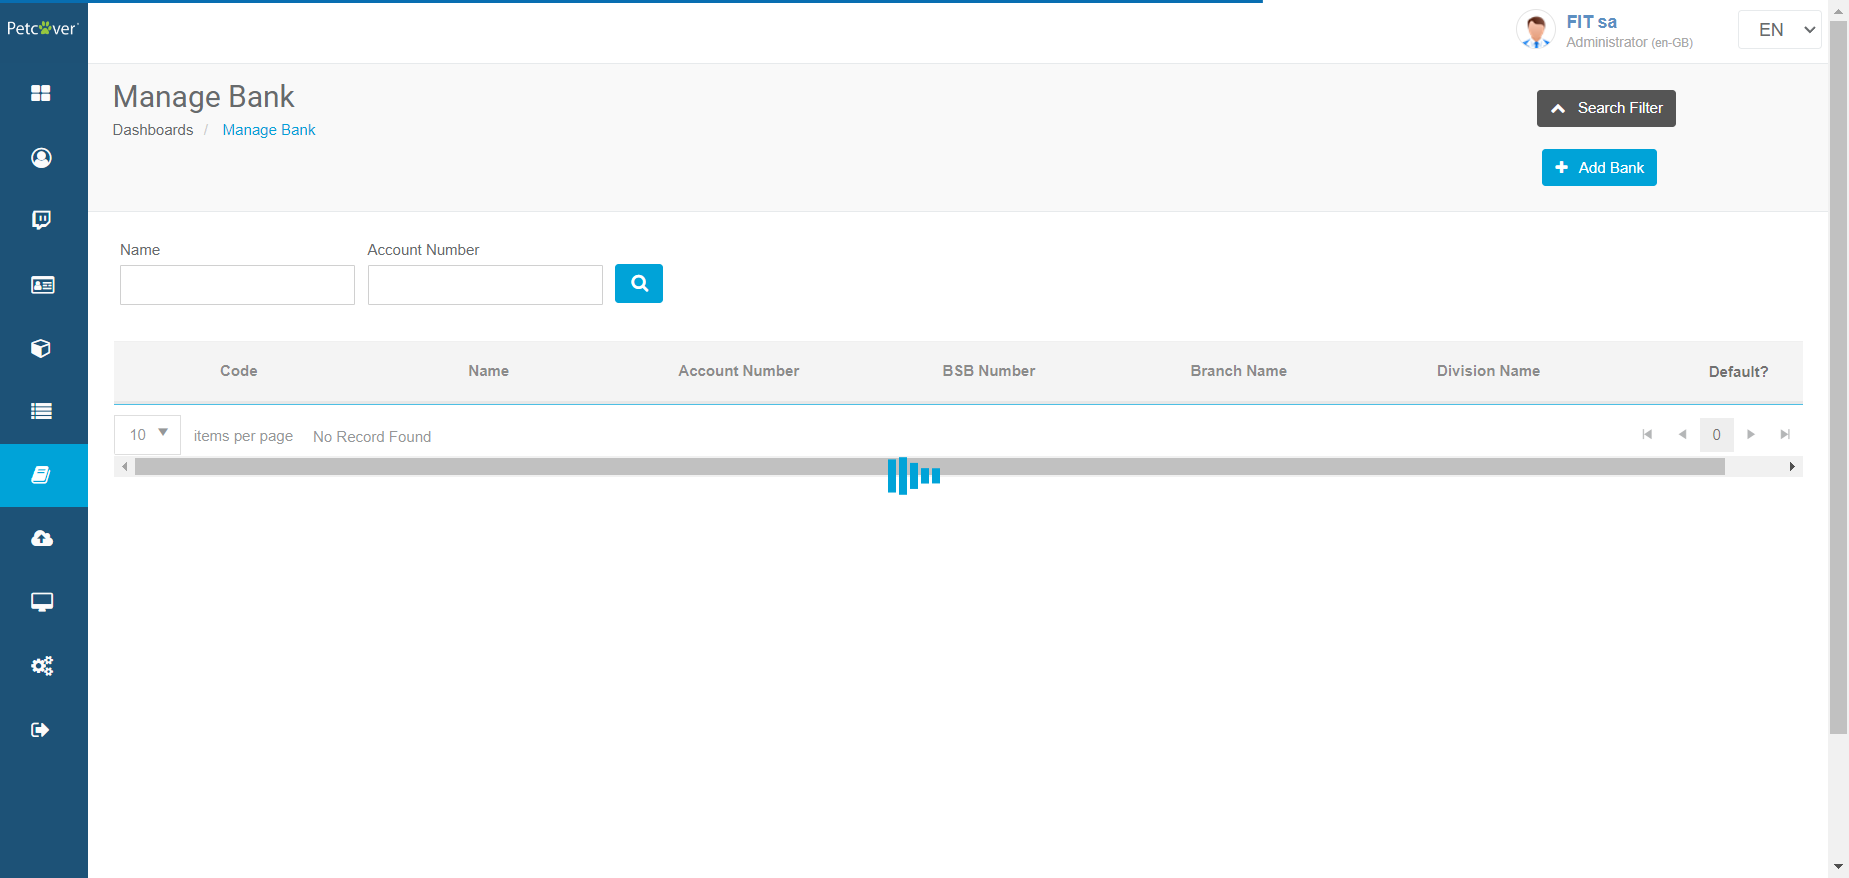 Petcover
FIT sa
Administrator (en-GB)
EN
Manage Bank
Dashboards / Manage Bank
Search Filter
Add Bank
Name
Account Number
Code
Name
Account Number
BSB Number
Branch Name
Division Name
Default?
10
items per page
No Record Found
0